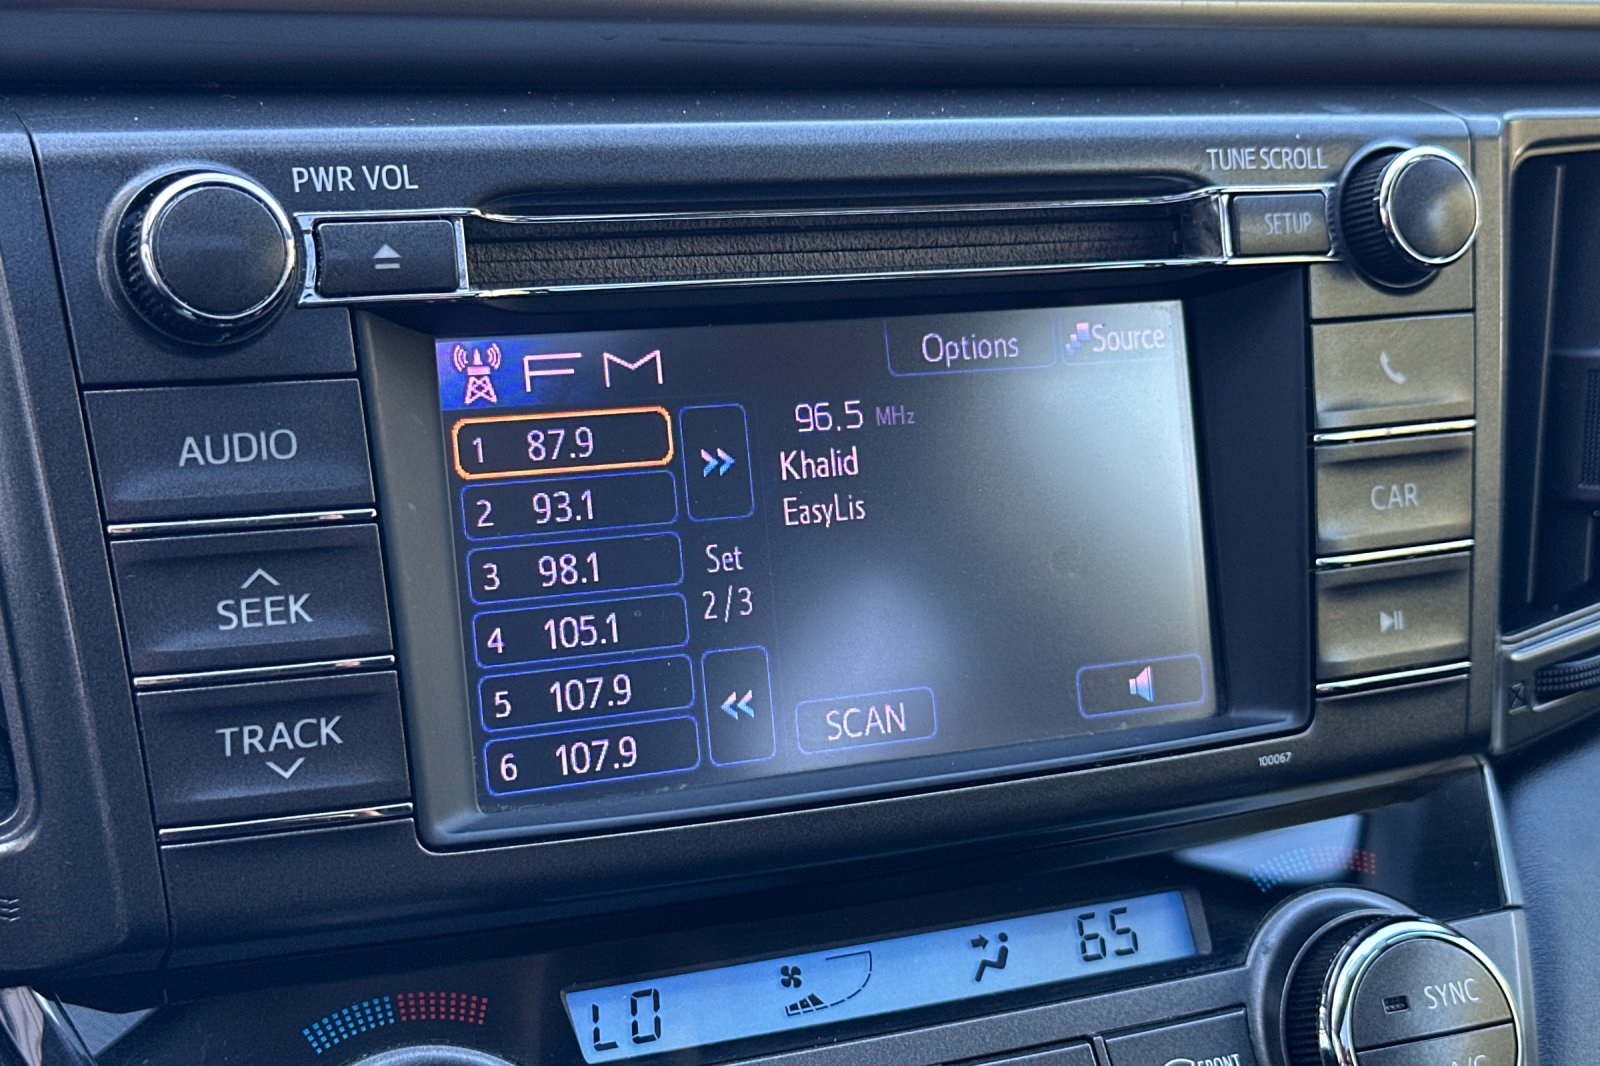 PWR VOL
TUNE SCROLL
SETUP
AUDIO
SEEK
TRACK
FM
Options
Source
1 87.9
2 93.1
3 98.1
4 105.1
5 107.9
6 107.9
Set
2/3
96.5 MHz
Khalid
EasyLis
SCAN
CAR
100067
LO
65
SYNC
A/C
FRONT